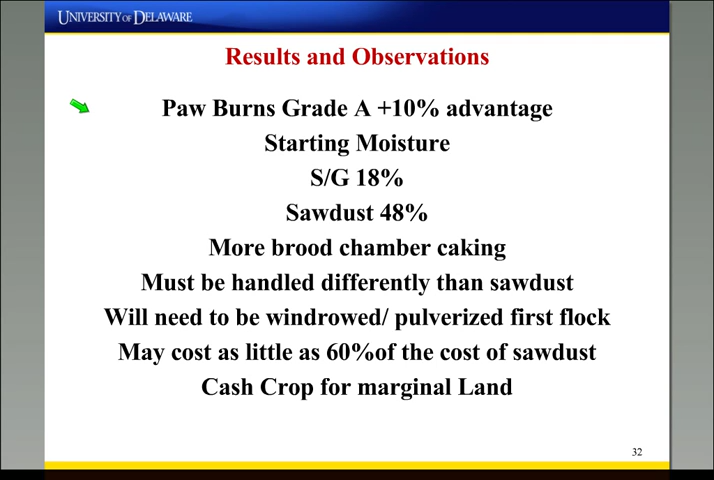 UNIVERSITY OF DELAWARE
Results and Observations
Paw Burns Grade A +10% advantage
Starting Moisture
S/G 18%
Sawdust 48%
More brood chamber caking
Must be handled differently than sawdust
Will need to be windrowed/ pulverized first flock
May cost as little as 60%of the cost of sawdust
Cash Crop for marginal Land
32